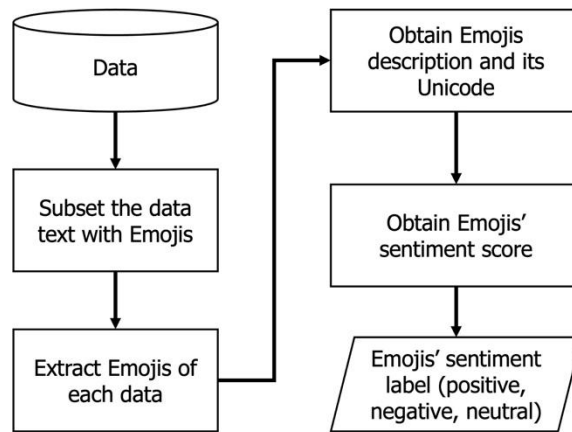 Data
Subset the data
text with Emojis
Extract Emojis of
each data
Obtain Emojis
description and its
Unicode
Obtain Emojis’
sentiment score
Emojis’ sentiment
label (positive,
negative, neutral)